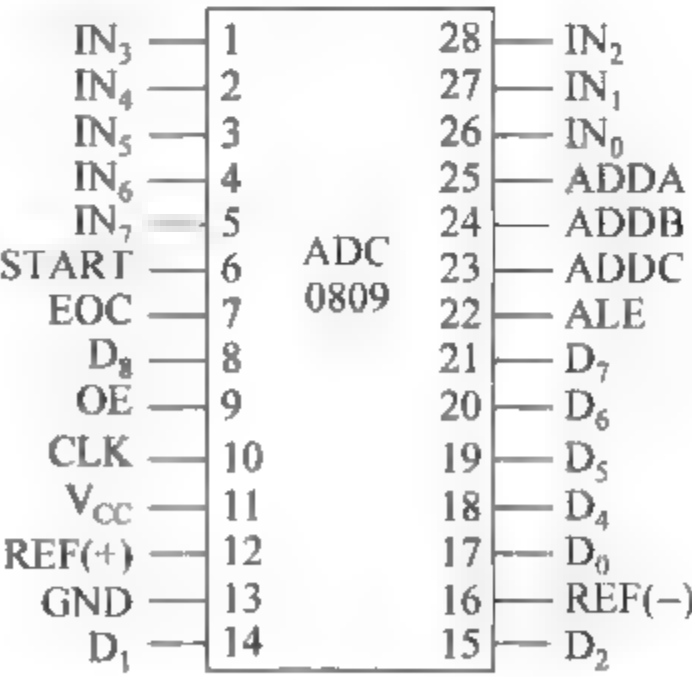 IN₃ 1 28 IN₂
IN₄ 2 27 IN₁
IN₅ 3 26 IN₀
IN₆ 4 25 ADDA
IN₇ 5 24 ADDB
START 6 23 ADDC
EOC 7 22 ALE
D₈ 8 21 D₇
OE 9 20 D₆
CLK 10 19 D₅
V_CC 11 18 D₄
REF(+) 12 17 D₀
GND 13 16 REF(−)
D₁ 14 15 D₂
ADC
0809